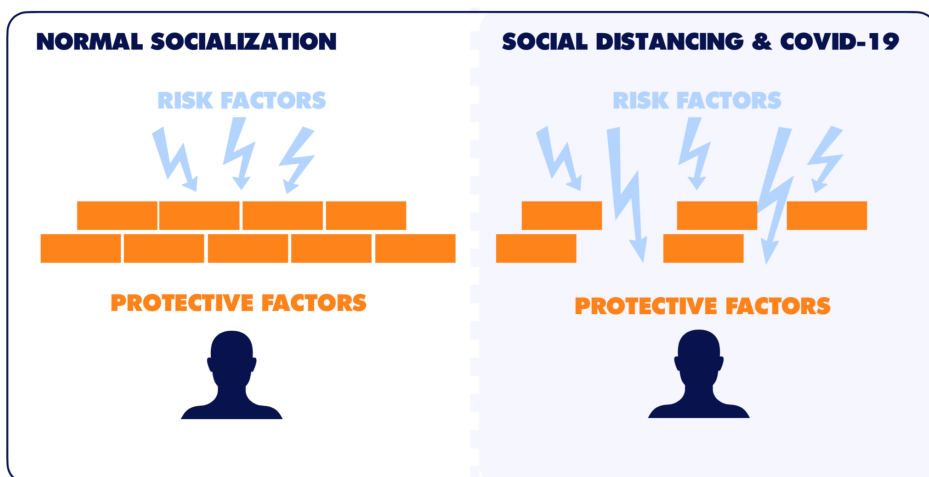 NORMAL SOCIALIZATION
RISK FACTORS
PROTECTIVE FACTORS
SOCIAL DISTANCING & COVID-19
RISK FACTORS
PROTECTIVE FACTORS